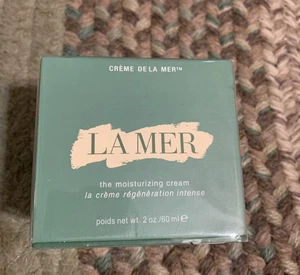 CRÈME DE LA MER™
LA MER
the moisturizing cream
la crème régénération intense
poids net wt. 2 oz./60 ml ℮